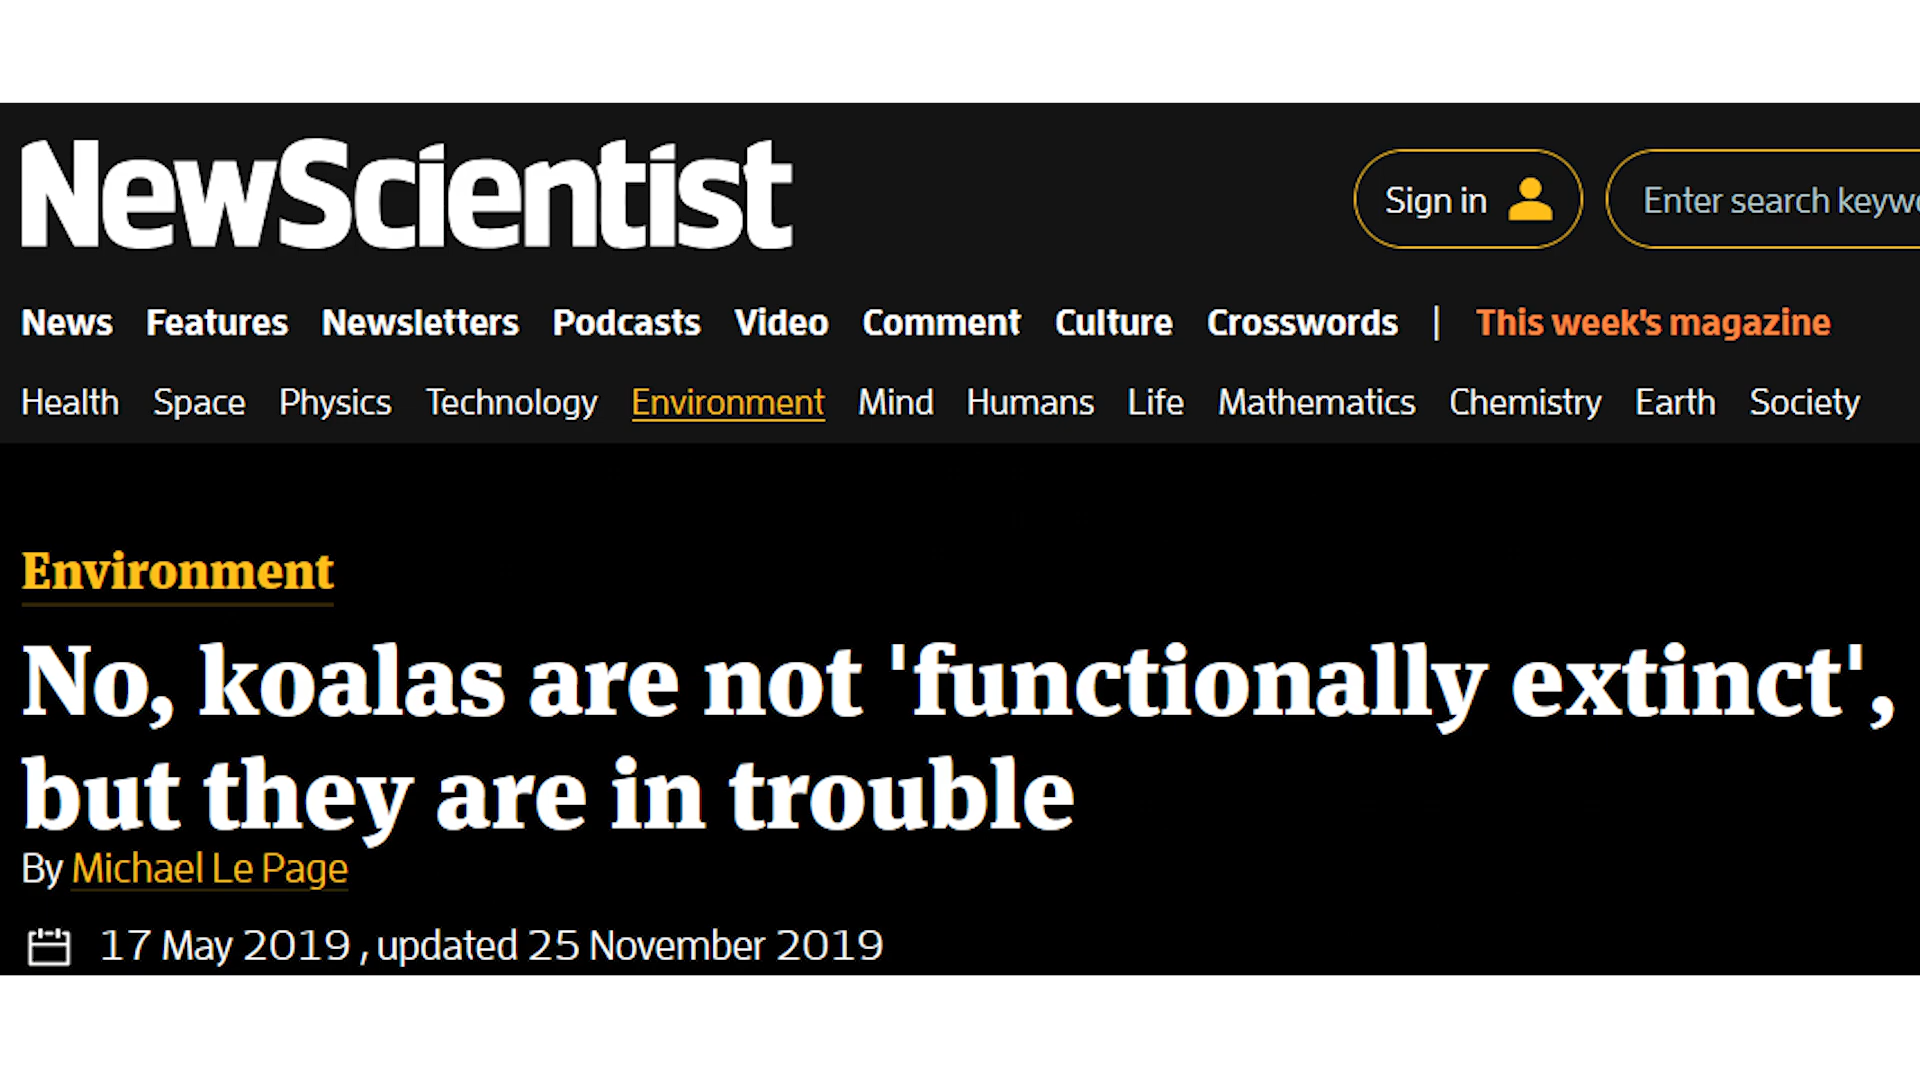 NewScientist
Sign in
Enter search
News Features Newsletters Podcasts Video Comment Culture Crosswords | This week's magazine
Health Space Physics Technology Environment Mind Humans Life Mathematics Chemistry Earth Society
Environment
No, koalas are not 'functionally extinct',
but they are in trouble
By Michael Le Page
17 May 2019 , updated 25 November 2019